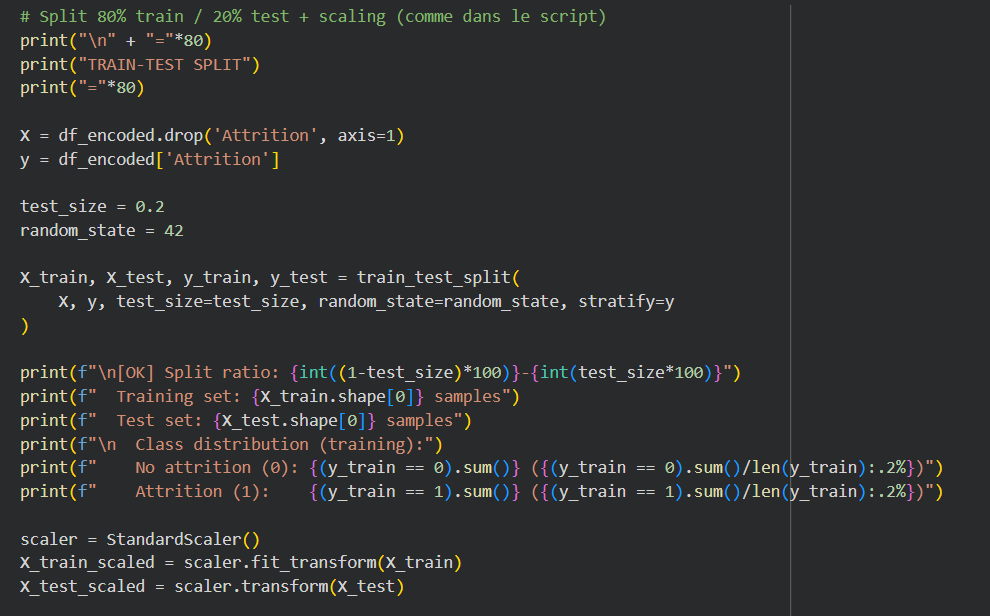 # Split 80% train / 20% test + scaling (comme dans le script)
print("\n" + "="*80)
print("TRAIN-TEST SPLIT")
print("="*80)

X = df_encoded.drop('Attrition', axis=1)
y = df_encoded['Attrition']

test_size = 0.2
random_state = 42

X_train, X_test, y_train, y_test = train_test_split(
    X, y, test_size=test_size, random_state=random_state, stratify=y
)

print(f"\n[OK] Split ratio: {int((1-test_size)*100)}-{int(test_size*100)}")
print(f"  Training set: {X_train.shape[0]} samples")
print(f"  Test set: {X_test.shape[0]} samples")
print(f"\n  Class distribution (training):")
print(f"    No attrition (0): {(y_train == 0).sum()} ({(y_train == 0).sum()/len(y_train):.2%})")
print(f"    Attrition (1):    {(y_train == 1).sum()} ({(y_train == 1).sum()/len(y_train):.2%})")

scaler = StandardScaler()
X_train_scaled = scaler.fit_transform(X_train)
X_test_scaled = scaler.transform(X_test)